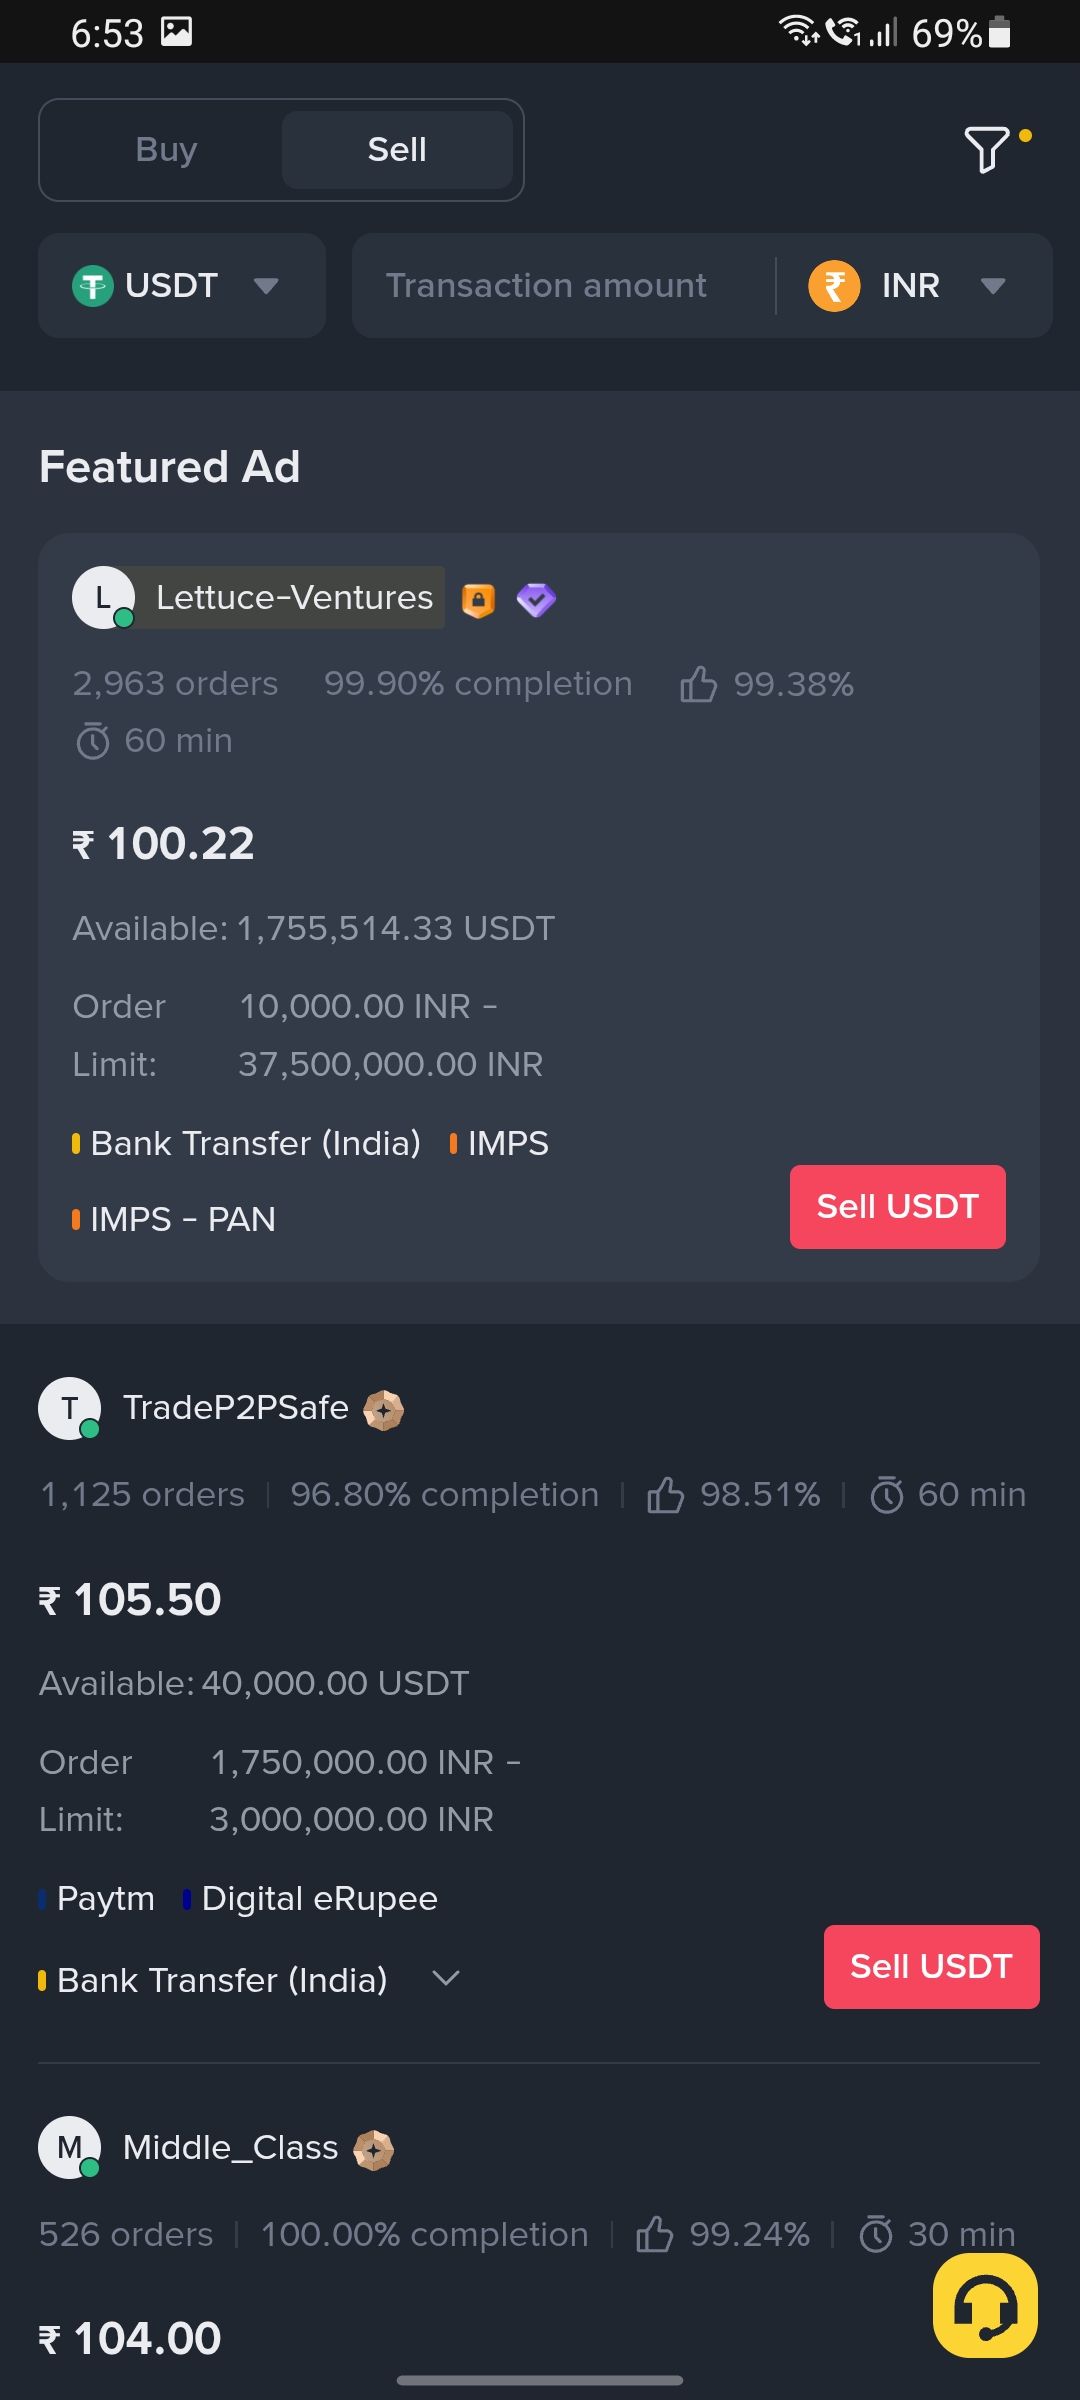 6:53
69%
Buy
Sell
USDT
Transaction amount
₹ INR
Featured Ad
L Lettuce-Ventures
2,963 orders 99.90% completion 99.38%
60 min
₹ 100.22
Available: 1,755,514.33 USDT
Order 10,000.00 INR -
Limit: 37,500,000.00 INR
Bank Transfer (India) IMPS
IMPS - PAN
Sell USDT
T TradeP2PSafe
1,125 orders 96.80% completion 98.51% 60 min
₹ 105.50
Available: 40,000.00 USDT
Order 1,750,000.00 INR -
Limit: 3,000,000.00 INR
Paytm Digital eRupee
Bank Transfer (India)
Sell USDT
M Middle_Class
526 orders 100.00% completion 99.24% 30 min
₹ 104.00